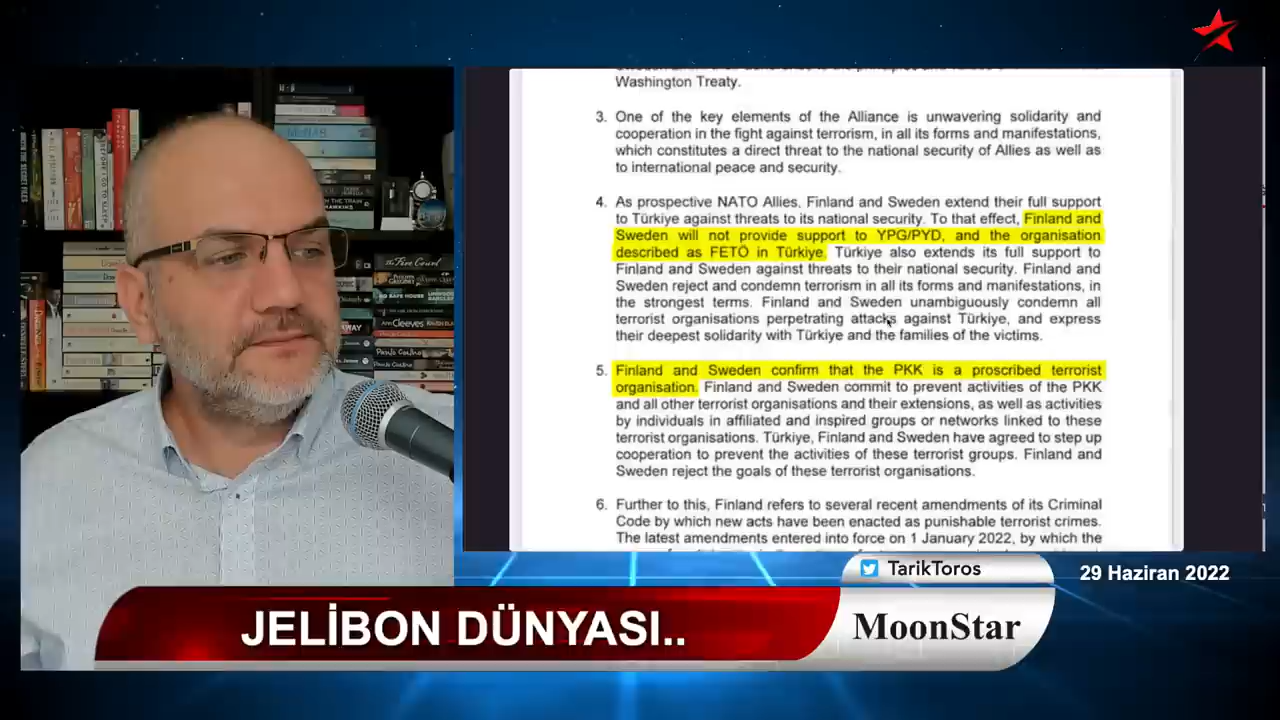 Washington Treaty.
3. One of the key elements of the Alliance is unwavering solidarity and
cooperation in the fight against terrorism, in all its forms and manifestations,
which constitutes a direct threat to the national security of Allies as well as
to international peace and security.
4. As prospective NATO Allies, Finland and Sweden extend their full support
to Türkiye against threats to its national security. To that effect, Finland and
Sweden will not provide support to YPG/PYD, and the organisation
described as FETÖ in Türkiye. Türkiye also extends its full support to
Finland and Sweden against threats to their national security. Finland and
Sweden reject and condemn terrorism in all its forms and manifestations, in
the strongest terms. Finland and Sweden unambiguously condemn all
terrorist organisations perpetrating attacks against Türkiye, and express
their deepest solidarity with Türkiye and the families of the victims.
5. Finland and Sweden confirm that the PKK is a proscribed terrorist
organisation. Finland and Sweden commit to prevent activities of the PKK
and all other terrorist organisations and their extensions, as well as activities
by individuals in affiliated and inspired groups or networks linked to these
terrorist organisations. Türkiye, Finland and Sweden have agreed to step up
cooperation to prevent the activities of these terrorist groups. Finland and
Sweden reject the goals of these terrorist organisations.
6. Further to this, Finland refers to several recent amendments of its Criminal
Code by which new acts have been enacted as punishable terrorist crimes.
The latest amendments entered into force on 1 January 2022, by which the
TarikToros
29 Haziran 2022
JELİBON DÜNYASI..
MoonStar